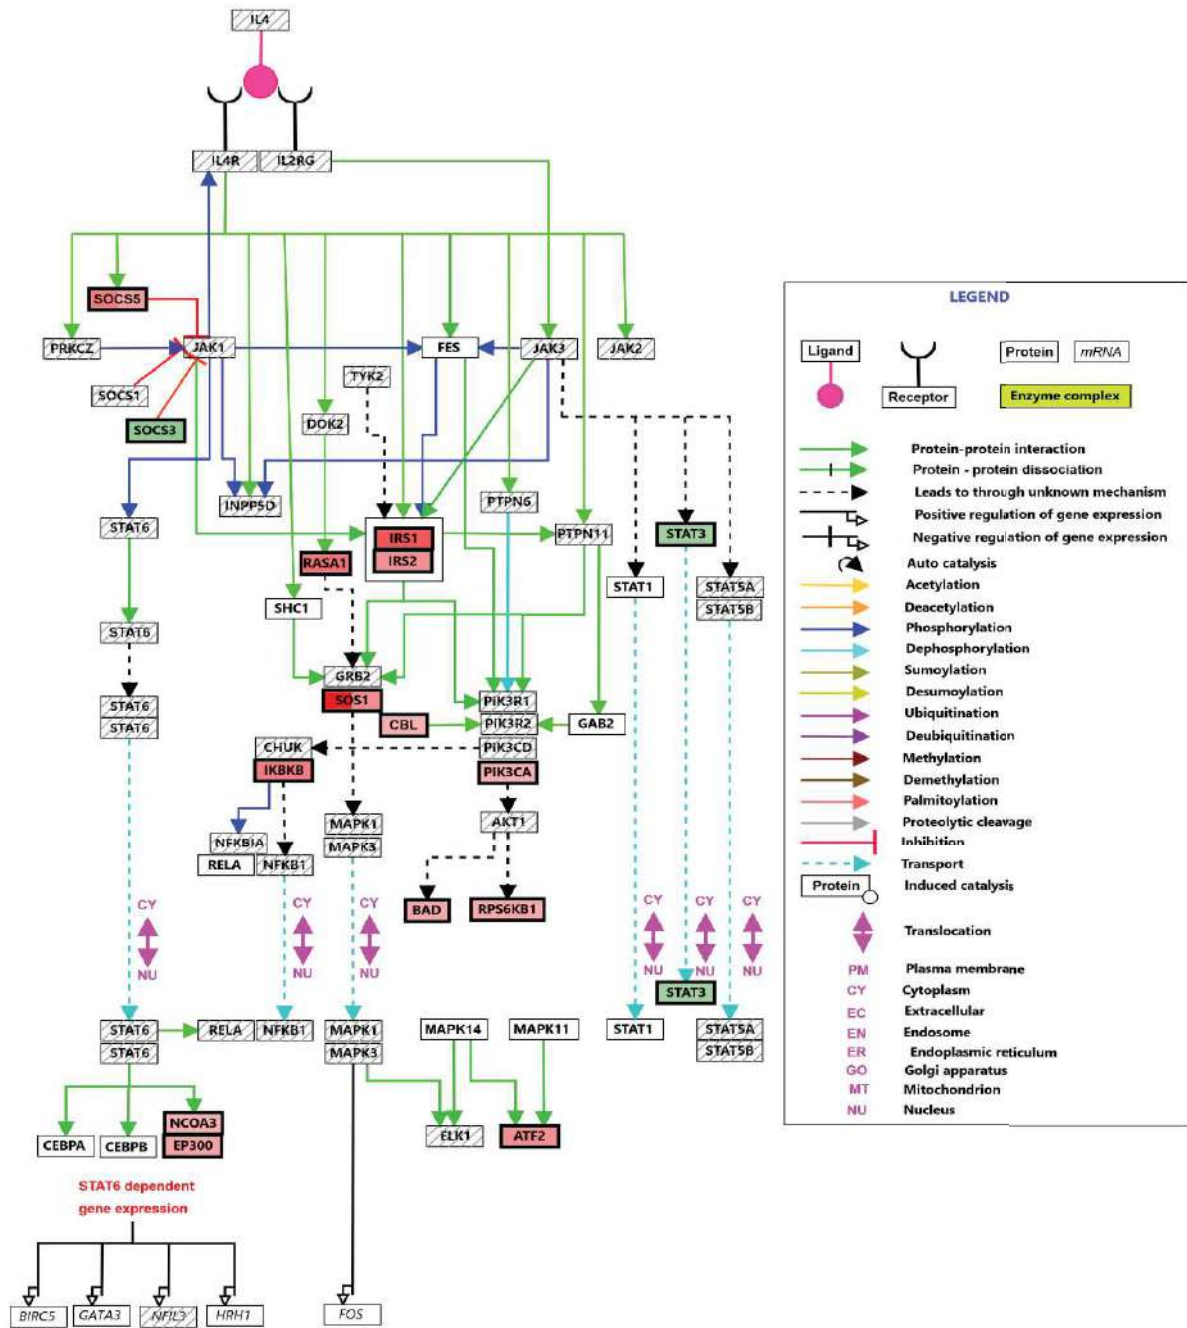 IL4
IL4R IL2RG
SOCS5
PRKCZ JAK1 FES JAK3 JAK2
TYK2
SOCS1
DOK2
SOCS3
INPP5D PTPN6
STAT6 PTPN11
IRS1 STAT3
IRS2
RASA1
STAT1 STAT5A
STAT5B
SHC1
STAT6
GRB2
SOS1 PIK3R1
STAT6 CBL PIK3R2 GAB2
STAT6
CHUK PIK3CD
IKBKB PIK3CA
MAPK1 AKT1
NFKBIA MAPK3
RELA NFKB1
BAD RPS6KB1
CY CY CY CY CY CY
NU NU NU NU NU NU
STAT3
STAT6 RELA NFKB1 MAPK1 MAPK14 MAPK11 STAT1 STAT5A
STAT6 MAPK3 STAT5B
NCOA3
CEBPA CEBPB EP300 ELK1 ATF2
STAT6 dependent
gene expression
BIRC5 GATA3 NFIL3 HRH1 FOS
LEGEND
Ligand Protein mRNA
Receptor Enzyme complex
Protein-protein interaction
Protein - protein dissociation
Leads to through unknown mechanism
Positive regulation of gene expression
Negative regulation of gene expression
Auto catalysis
Acetylation
Deacetylation
Phosphorylation
Dephosphorylation
Sumoylation
Desumoylation
Ubiquitination
Deubiquitination
Methylation
Demethylation
Palmitoylation
Proteolytic cleavage
Inhibition
Transport
Protein Induced catalysis
Translocation
PM Plasma membrane
CY Cytoplasm
EC Extracellular
EN Endosome
ER Endoplasmic reticulum
GO Golgi apparatus
MT Mitochondrion
NU Nucleus